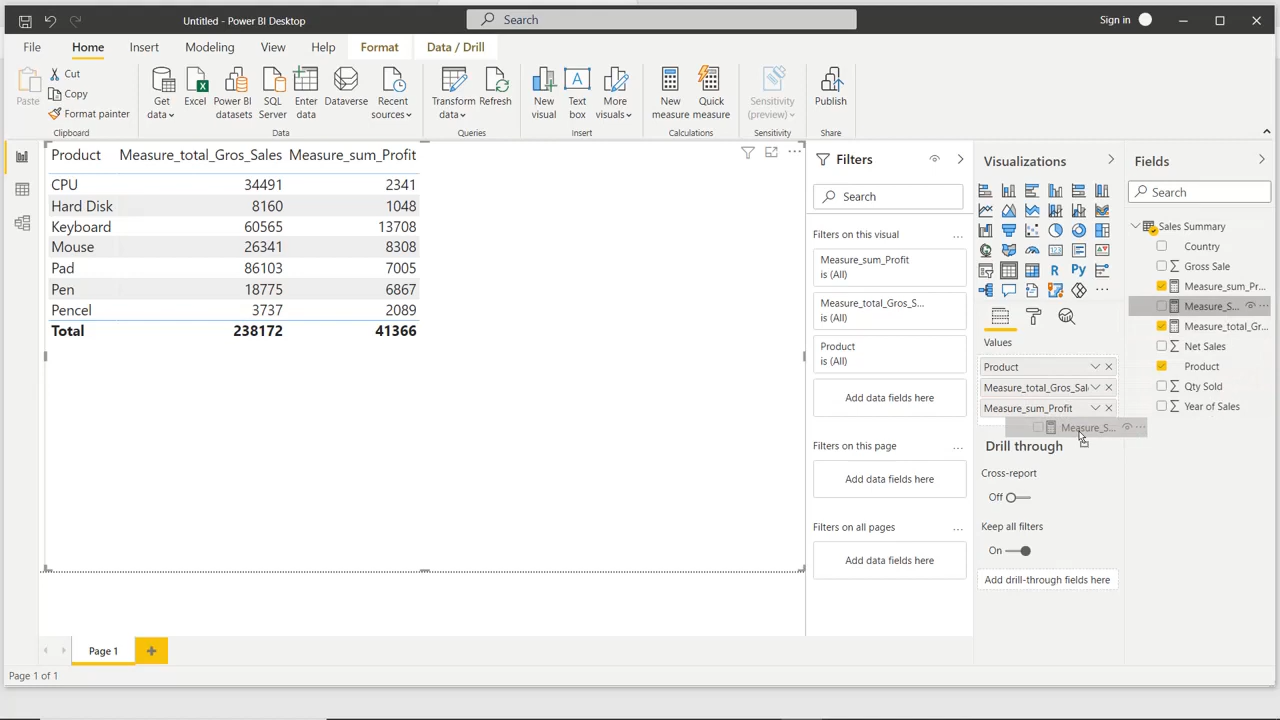 Untitled - Power BI Desktop
Search
Sign in
File Home Insert Modeling View Help Format Data / Drill
Paste
Cut
Copy
Format painter
Clipboard
Get data
Excel
Power BI datasets
SQL Server
Enter data
Dataverse
Recent sources
Data
Transform data
Refresh
Queries
New visual
Text box
More visuals
Insert
New measure
Quick measure
Calculations
Sensitivity (preview)
Sensitivity
Publish
Share
Product Measure_total_Gros_Sales Measure_sum_Profit
CPU 34491 2341
Hard Disk 8160 1048
Keyboard 60565 13708
Mouse 26341 8308
Pad 86103 7005
Pen 18775 6867
Pencel 3737 2089
Total 238172 41366
Filters
Search
Filters on this visual ...
Measure_sum_Profit
is (All)
Measure_total_Gros_S...
is (All)
Product
is (All)
Add data fields here
Filters on this page ...
Add data fields here
Filters on all pages ...
Add data fields here
Visualizations
R Py
...
Values
Product
Measure_total_Gros_Sal
Measure_sum_Profit
Measure_S... ...
Drill through
Cross-report
Off
Keep all filters
On
Add drill-through fields here
Fields
Search
Sales Summary
Country
Gross Sale
Measure_sum_Pr...
Measure_S... ...
Measure_total_Gr...
Net Sales
Product
Qty Sold
Year of Sales
Page 1
Page 1 of 1